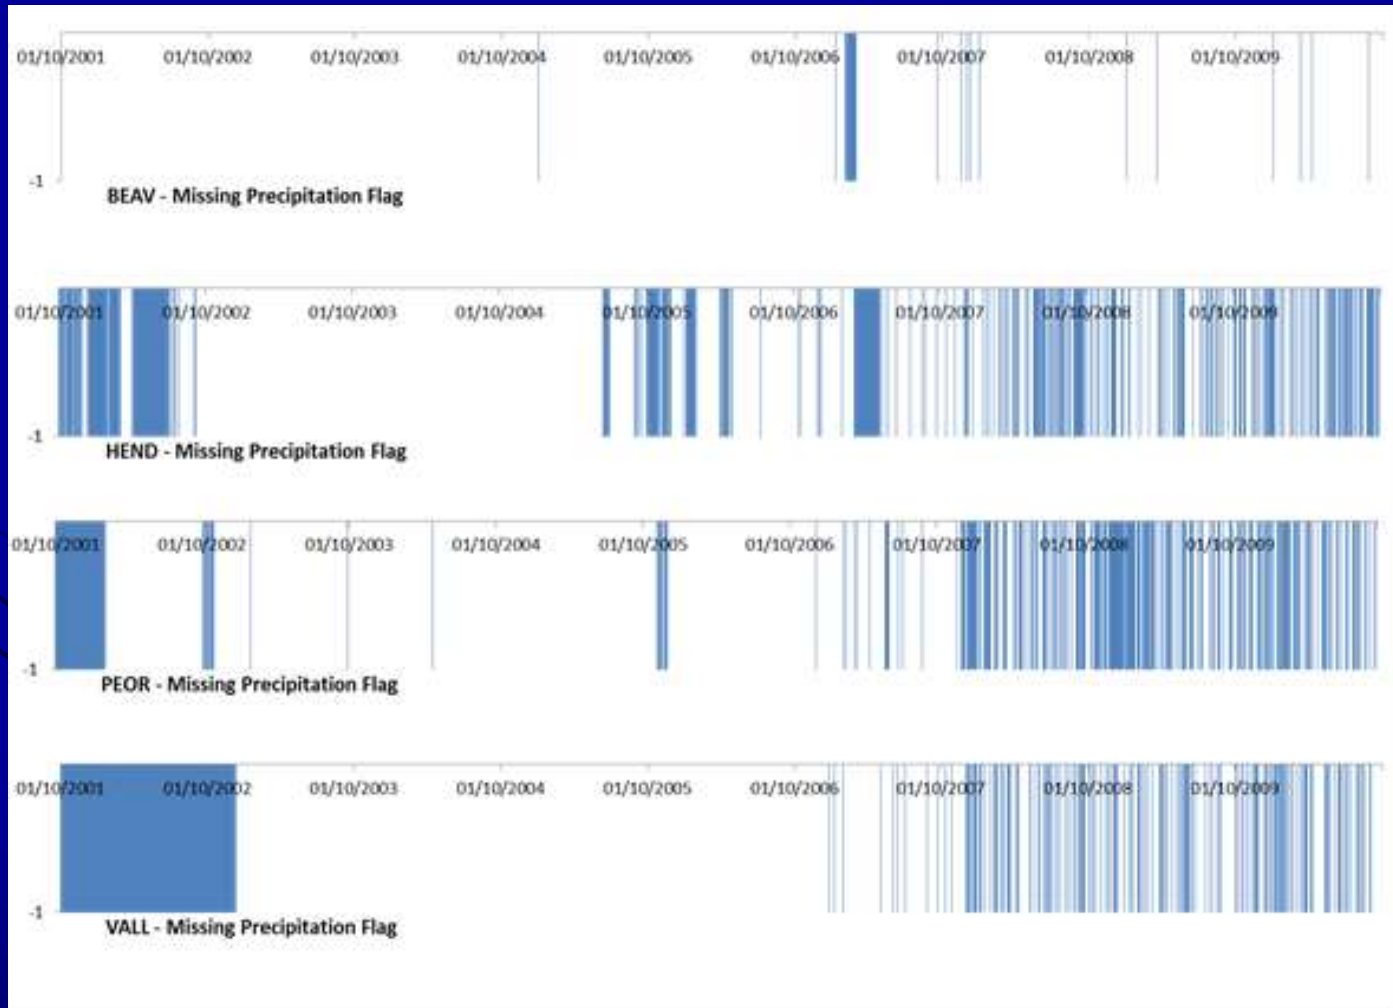 01/10/2001 01/10/2002 01/10/2003 01/10/2004 01/10/2005 01/10/2006 01/10/2007 01/10/2008 01/10/2009
-1
BEAV - Missing Precipitation Flag
01/10/2001 01/10/2002 01/10/2003 01/10/2004 01/10/2005 01/10/2006 01/10/2007 01/10/2008 01/10/2009
-1
HEND - Missing Precipitation Flag
01/10/2001 01/10/2002 01/10/2003 01/10/2004 01/10/2005 01/10/2006 01/10/2007 01/10/2008 01/10/2009
-1
PEOR - Missing Precipitation Flag
01/10/2001 01/10/2002 01/10/2003 01/10/2004 01/10/2005 01/10/2006 01/10/2007 01/10/2008 01/10/2009
-1
VALL - Missing Precipitation Flag